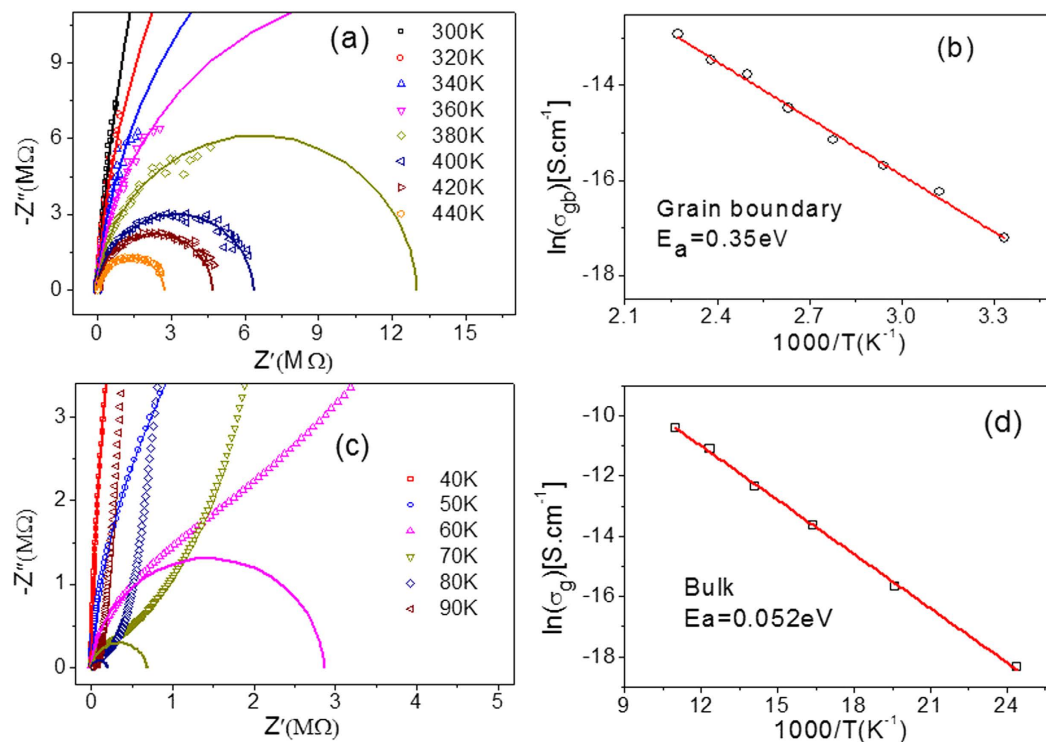 (a)
300K
320K
340K
360K
380K
400K
420K
440K
9
6
3
0
-Z″(MΩ)
0 3 6 9 12 15
Z′(MΩ)
(b)
-14
-16
-18
ln(σgb)[S.cm-1]
Grain boundary
Ea=0.35eV
2.1 2.4 2.7 3.0 3.3
1000/T(K-1)
(c)
40K
50K
60K
70K
80K
90K
3
2
1
0
-Z″(MΩ)
0 1 2 3 4 5
Z′(MΩ)
(d)
-10
-12
-14
-16
-18
ln(σg)[S.cm-1]
Bulk
Ea=0.052eV
9 12 15 18 21 24
1000/T(K-1)